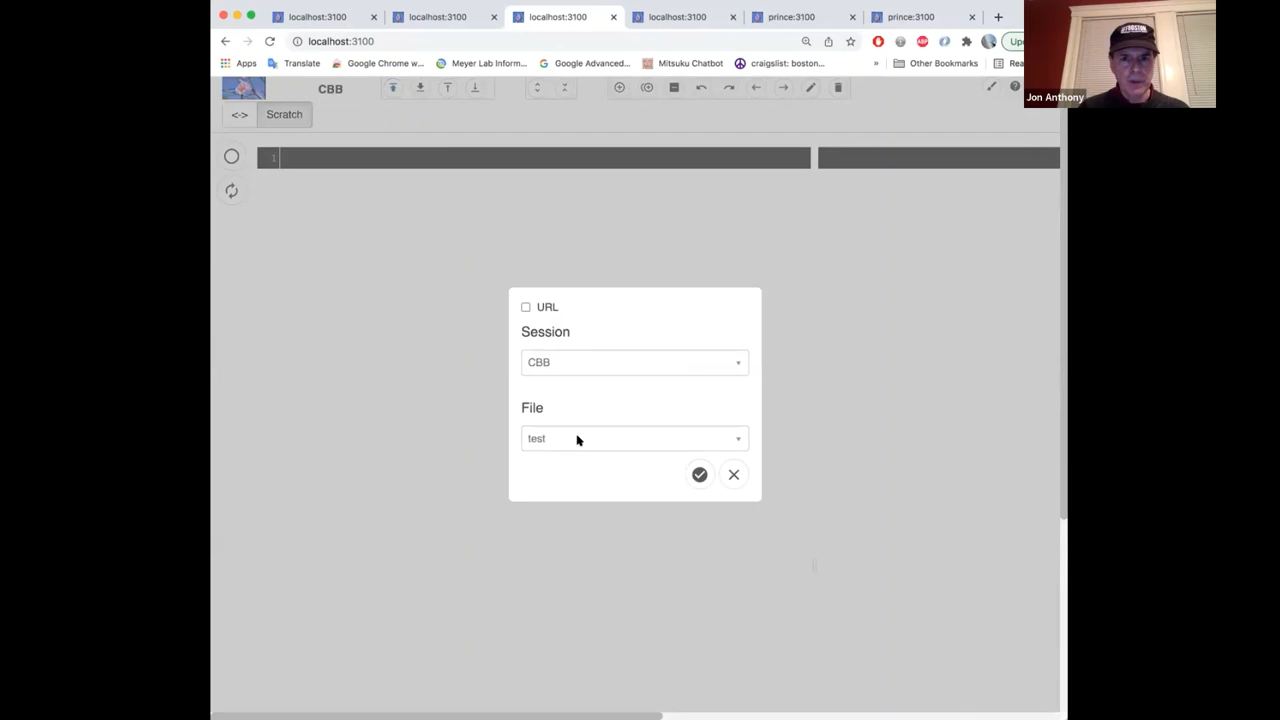 localhost:3100 localhost:3100 localhost:3100 localhost:3100 prince:3100 prince:3100
localhost:3100
Apps Translate Google Chrome w... Meyer Lab Inform... Google Advanced... Mitsuku Chatbot craigslist: boston... » Other Bookmarks
CBB
<-> Scratch
1
URL
Session
CBB
File
test
Jon Anthony